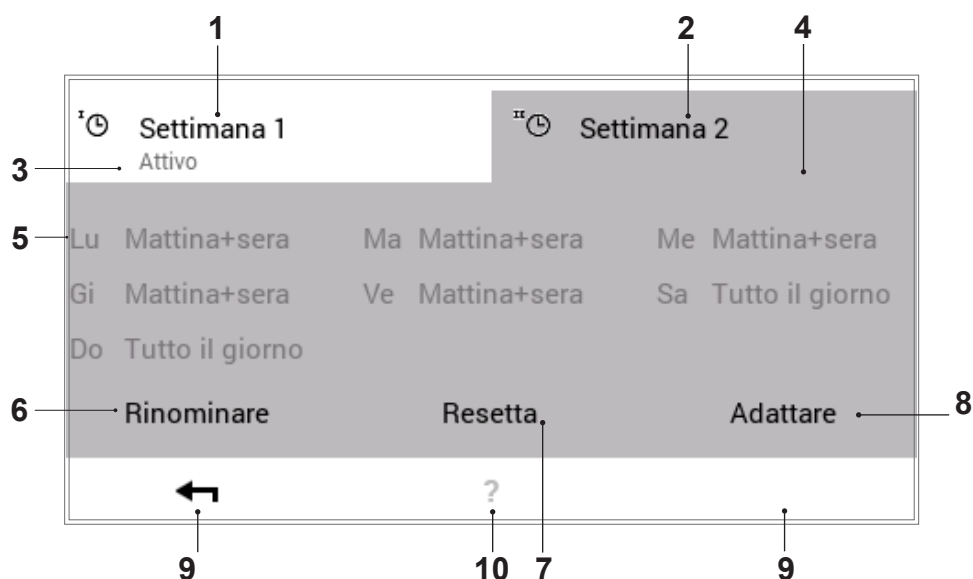 1 2 4
I Settimana 1 II Settimana 2
3 Attivo
5 Lu Mattina+sera Ma Mattina+sera Me Mattina+sera
Gi Mattina+sera Ve Mattina+sera Sa Tutto il giorno
Do Tutto il giorno
6 Rinominare Resetta Adattare 8
?
9 10 7 9